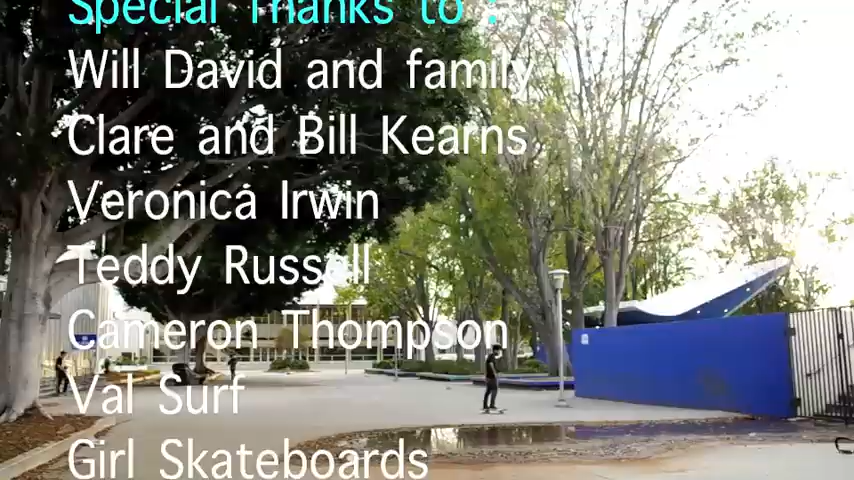 Special Thanks to :
Will David and family
Clare and Bill Kearns
Veronica Irwin
Teddy Russell
Cameron Thompson
Val Surf
Girl Skateboards